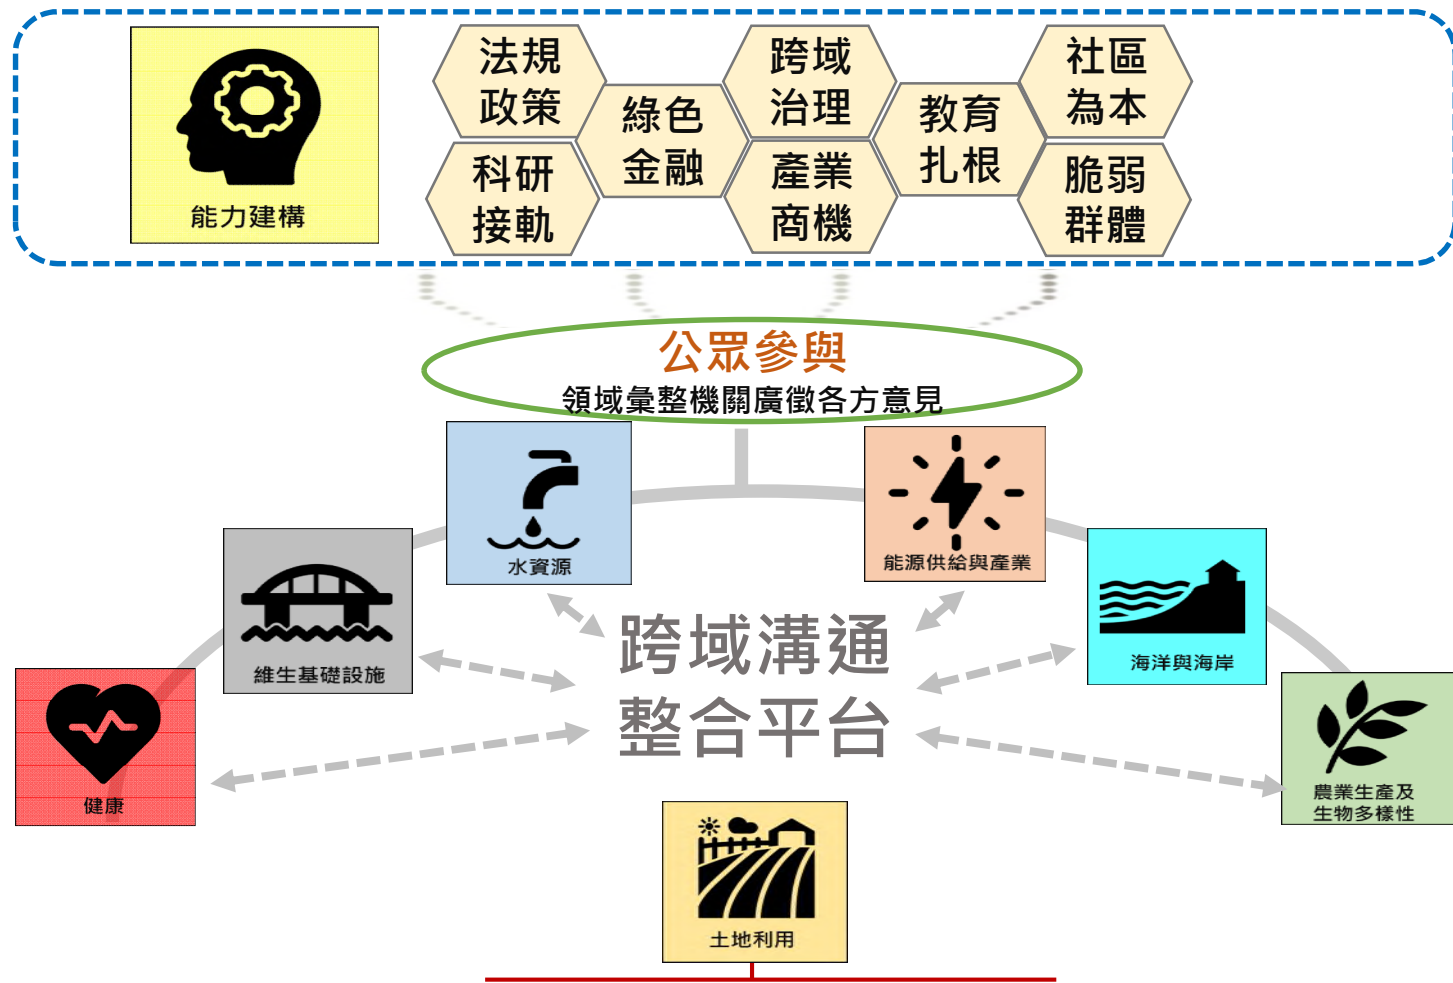 能力建構
法規
政策
科研
接軌
綠色
金融
跨域
治理
產業
商機
教育
扎根
社區
為本
脆弱
群體
公眾參與
領域彙整機關廣徵各方意見
水資源
能源供給與產業
維生基礎設施
海洋與海岸
健康
農業生產及
生物多樣性
跨域溝通
整合平台
土地利用